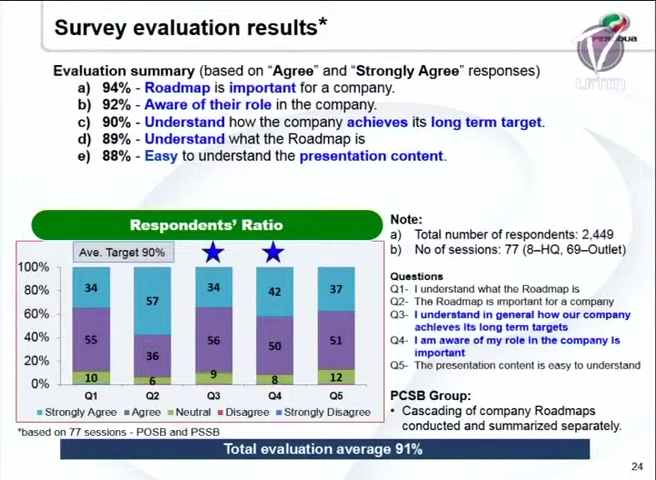 Survey evaluation results*
Evaluation summary (based on “Agree” and “Strongly Agree” responses)
a) 94% - Roadmap is important for a company.
b) 92% - Aware of their role in the company.
c) 90% - Understand how the company achieves its long term target.
d) 89% - Understand what the Roadmap is
e) 88% - Easy to understand the presentation content.
Respondents’ Ratio
Ave. Target 90%
100%
80%
60%
40%
20%
0%
34 57 34 42 37
55 36 56 50 51
10 6 9 8 12
Q1 Q2 Q3 Q4 Q5
Strongly Agree Agree Neutral Disagree Strongly Disagree
*based on 77 sessions - POSB and PSSB
Note:
a) Total number of respondents: 2,449
b) No of sessions: 77 (8–HQ, 69–Outlet)
Questions
Q1- I understand what the Roadmap is
Q2- The Roadmap is important for a company
Q3- I understand in general how our company
achieves its long term targets
Q4- I am aware of my role in the company is
important
Q5- The presentation content is easy to understand
PCSB Group:
• Cascading of company Roadmaps
conducted and summarized separately.
Total evaluation average 91%
24